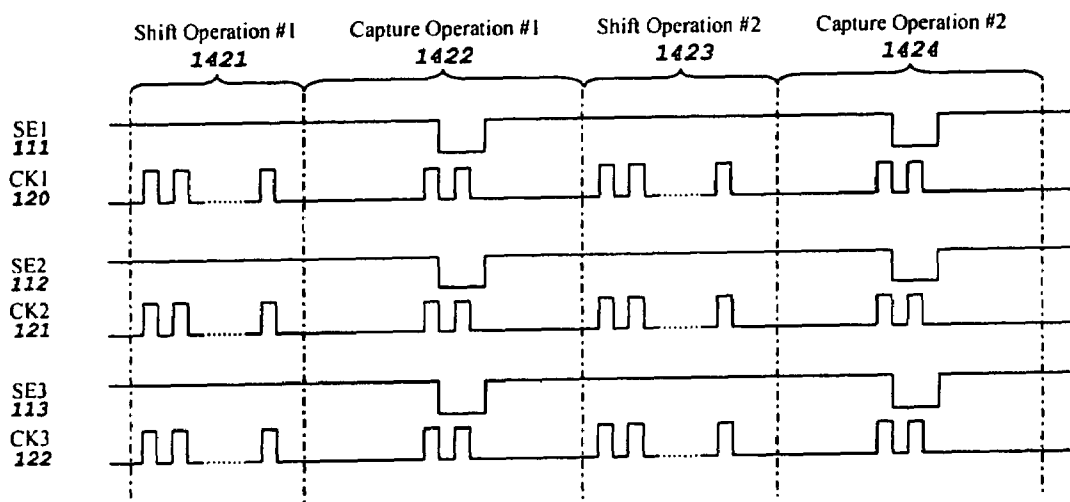 Shift Operation #1 Capture Operation #1 Shift Operation #2 Capture Operation #2
1421 1422 1423 1424
SE1
111
CK1
120
SE2
112
CK2
121
SE3
113
CK3
122